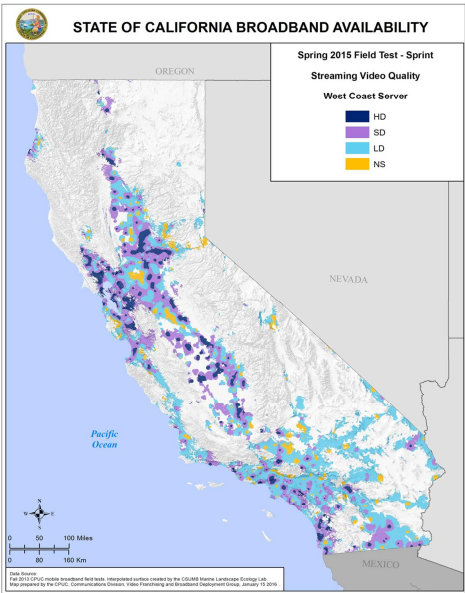 STATE OF CALIFORNIA BROADBAND AVAILABILITY
Spring 2015 Field Test - Sprint
Streaming Video Quality
West Coast Server
HD
SD
LD
NS
OREGON
NEVADA
Pacific
Ocean
N
W E
S
0 50 100 Miles
0 80 160 Km
MEXICO
Data Source:
Fall 2013 CPUC mobile broadband field tests. Interpolated surface created by the CSUMB Marine Landscape Ecology Lab.
Map prepared by the CPUC, Communications Division, Video Franchising and Broadband Deployment Group, January 15 2016.